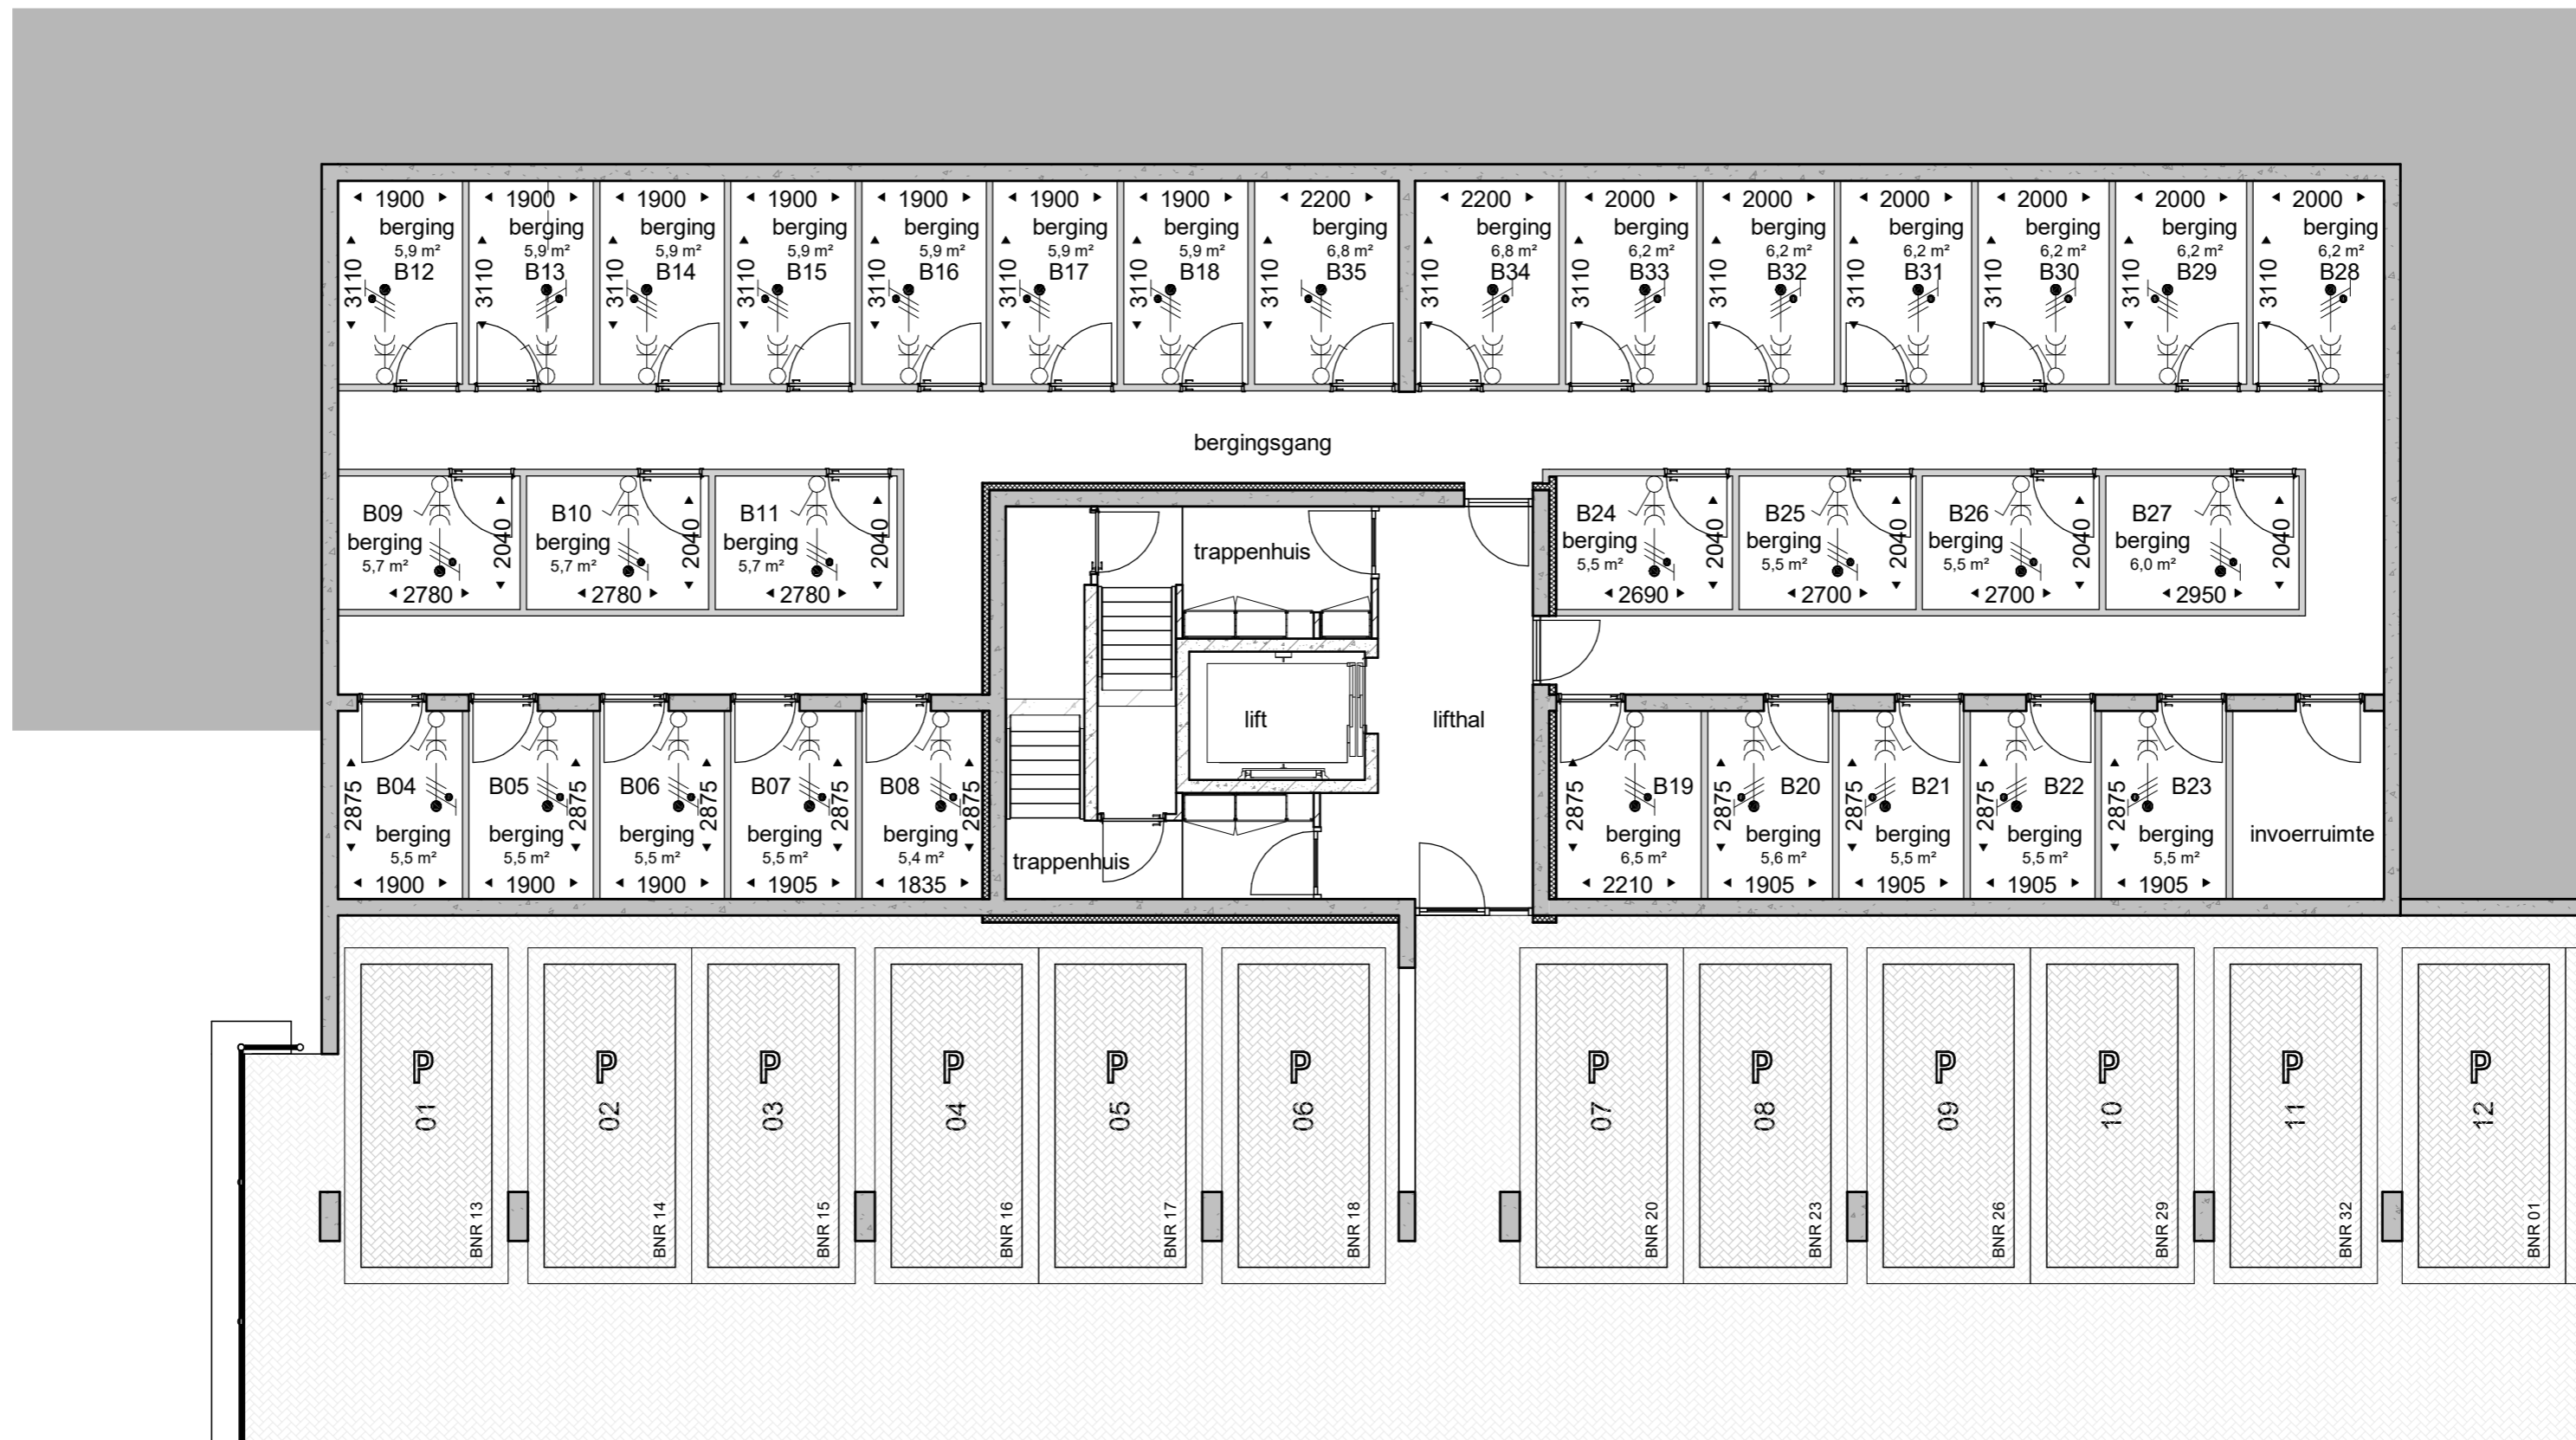 1900 1900 1900 1900 1900 1900 1900 2200 2200 2000 2000 2000 2000 2000 2000
berging berging berging berging berging berging berging berging berging berging berging berging berging berging berging
5,9 m² 5,9 m² 5,9 m² 5,9 m² 5,9 m² 5,9 m² 5,9 m² 6,8 m² 6,8 m² 6,2 m² 6,2 m² 6,2 m² 6,2 m² 6,2 m² 6,2 m²
B12 B13 B14 B15 B16 B17 B18 B35 B34 B33 B32 B31 B30 B29 B28
3110 3110 3110 3110 3110 3110 3110 3110 3110 3110 3110 3110 3110 3110 3110
bergingsgang
B09 B10 B11 B24 B25 B26 B27
berging berging berging trappenhuis berging berging berging berging
5,7 m² 5,7 m² 5,7 m² 5,5 m² 5,5 m² 5,5 m² 6,0 m²
2040 2040 2040 2040 2040 2040 2040
2780 2780 2780 2690 2700 2700 2950
lift lifthal
B04 B05 B06 B07 B08 B19 B20 B21 B22 B23
2875 2875 2875 2875 2875 2875 2875 2875 2875 2875
berging berging berging berging berging berging berging berging berging berging invoerruimte
5,5 m² 5,5 m² 5,5 m² 5,5 m² 5,4 m² trappenhuis 6,5 m² 5,6 m² 5,5 m² 5,5 m² 5,5 m²
1900 1900 1900 1905 1835 2210 1905 1905 1905 1905
P P P P P P P P P P P P
01 02 03 04 05 06 07 08 09 10 11 12
BNR 13 BNR 14 BNR 15 BNR 16 BNR 17 BNR 18 BNR 20 BNR 23 BNR 26 BNR 29 BNR 32 BNR 01